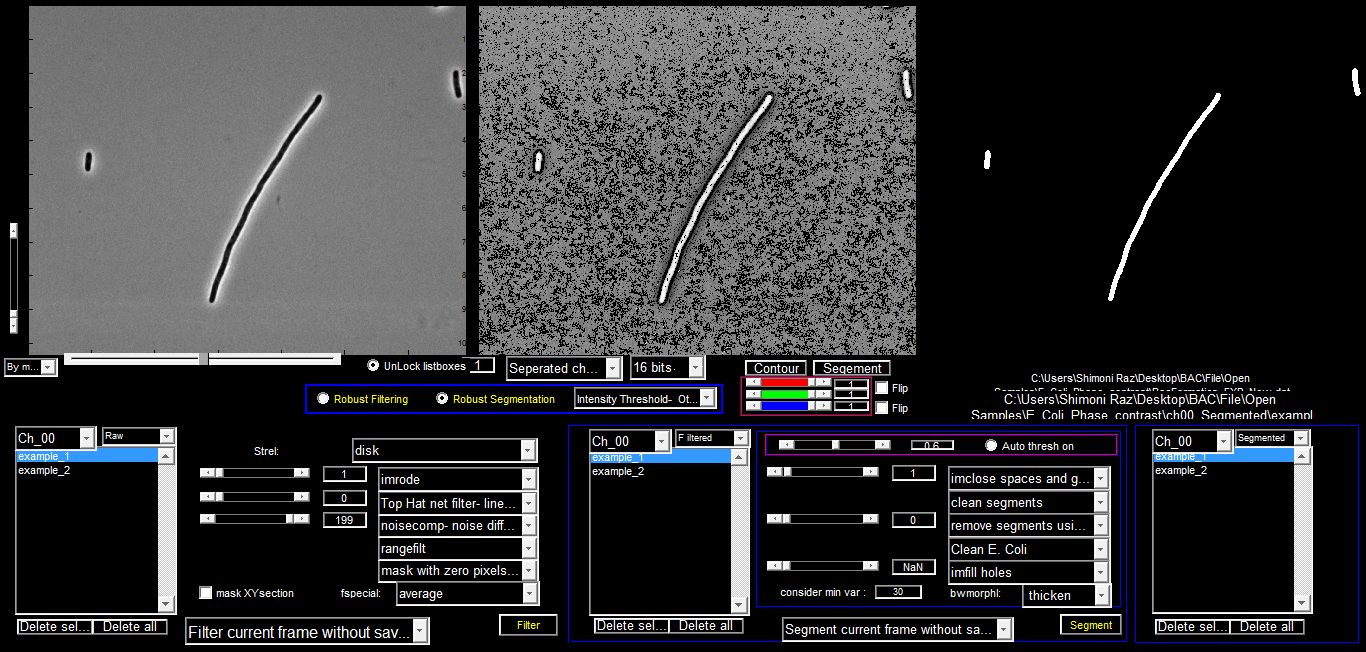 By m...
UnLock listboxes 1
Seperated ch...
16 bits
Contour
Segement
1
1
1
Flip
Flip
Robust Filtering
Robust Segmentation
Intensity Threshold- Ot...
C:\Users\Shimoni Raz\Desktop\BAC/File\Open
C:\Users\Shimoni Raz\Desktop\BAC/File\Open
Samples\E_Coli_Phase_contrast\ch00_Segmented\exampl
Ch_00
Raw
example_1
example_2
Delete sel...
Delete all
Strel:
disk
1
0
199
imrode
Top Hat net filter- line...
noisecomp- noise diff...
rangefilt
mask with zero pixels...
mask XYsection
fspecial:
average
Filter current frame without sav...
Filter
Ch_00
Filtered
example_1
example_2
Delete sel...
Delete all
0.6
Auto thresh on
1
0
NaN
imclose spaces and g...
clean segments
remove segments usi...
Clean E. Coli
imfill holes
consider min var :
30
bwmorphl:
thicken
Segment current frame without sa...
Segment
Ch_00
Segmented
example_1
example_2
Delete sel...
Delete all